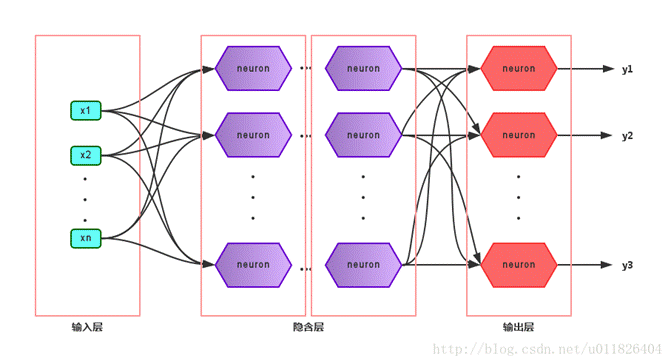 x1
x2
xn
neuron
neuron
neuron
neuron
neuron
neuron
neuron
neuron
neuron
y1
y2
y3
输入层
隐含层
输出层
http://blog.csdn.net/u011826404